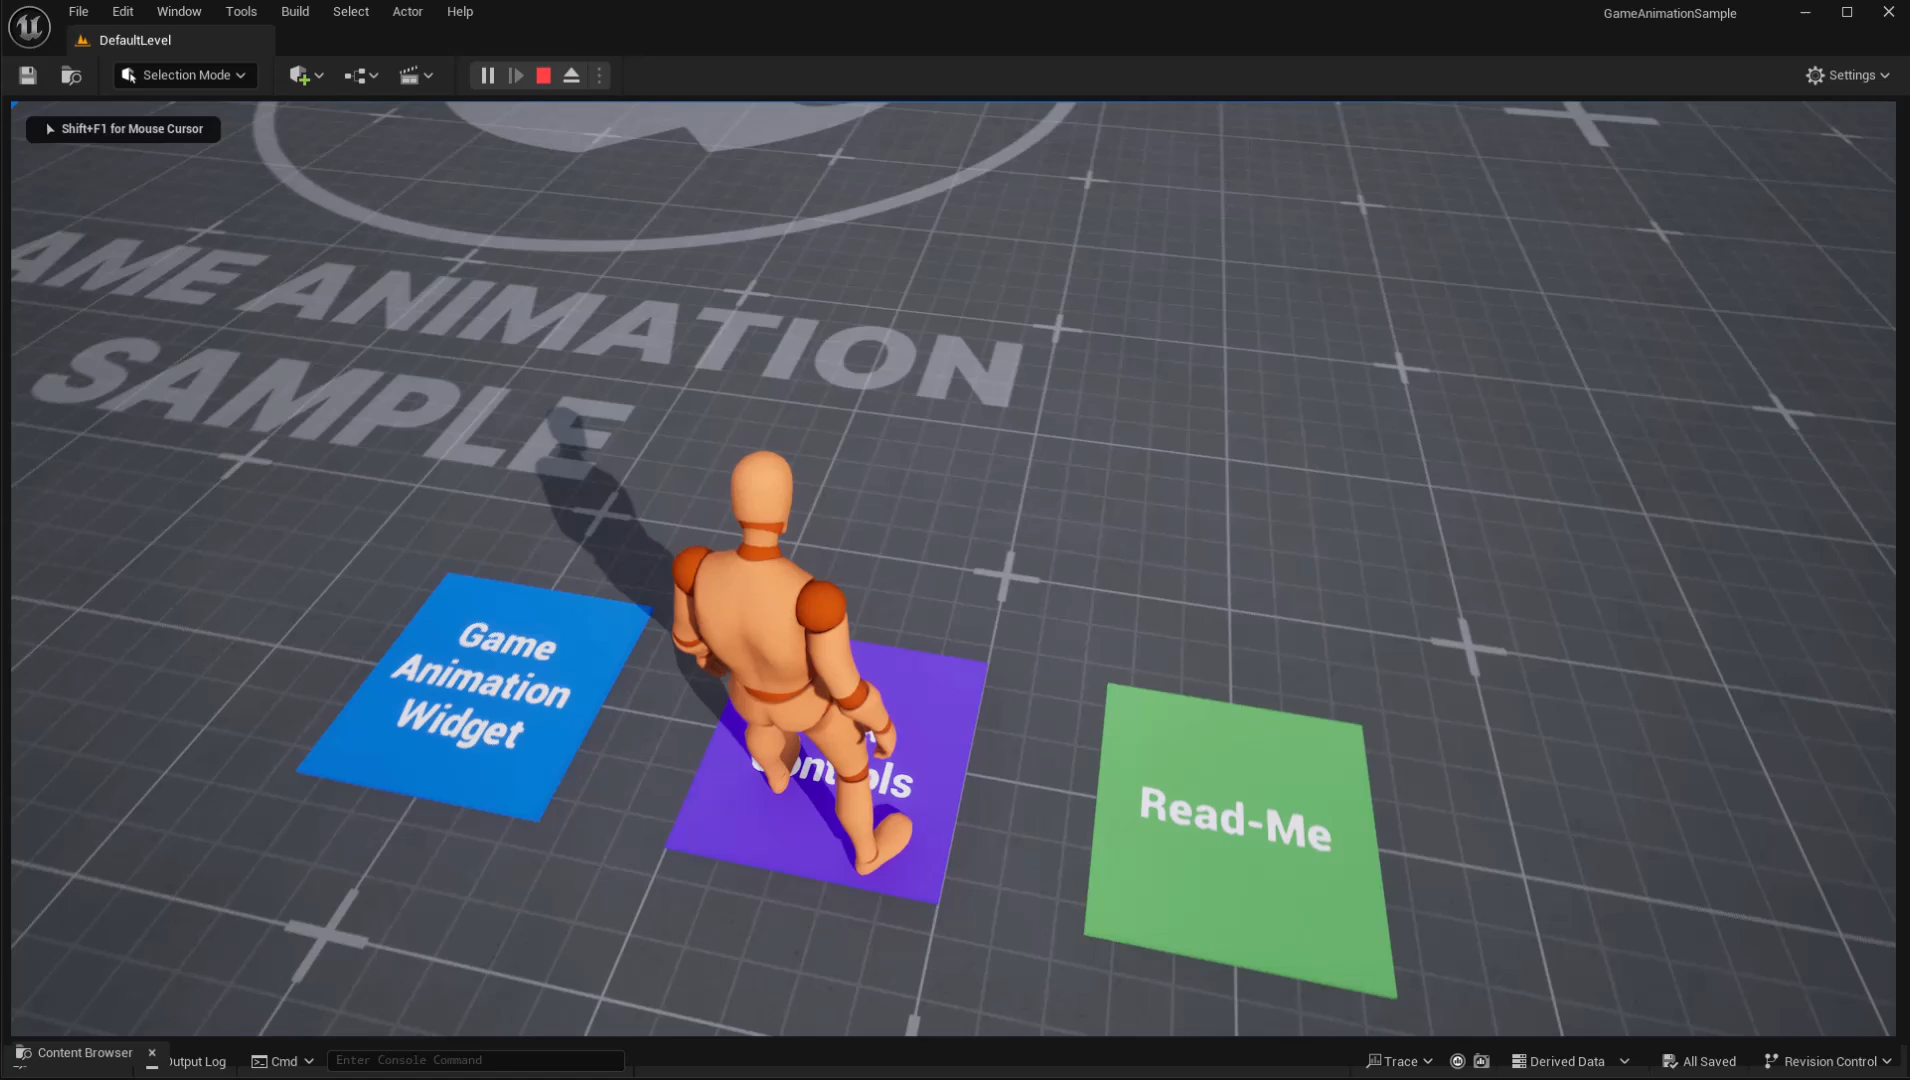 File Edit Window Tools Build Select Actor Help
GameAnimationSample
DefaultLevel
Selection Mode
Settings
Shift+F1 for Mouse Cursor
AME ANIMATION
SAMPLE
Game
Animation
Widget
Read-Me
Content Browser
utput Log
Cmd
Enter Console Command
Trace
Derived Data
All Saved
Revision Control